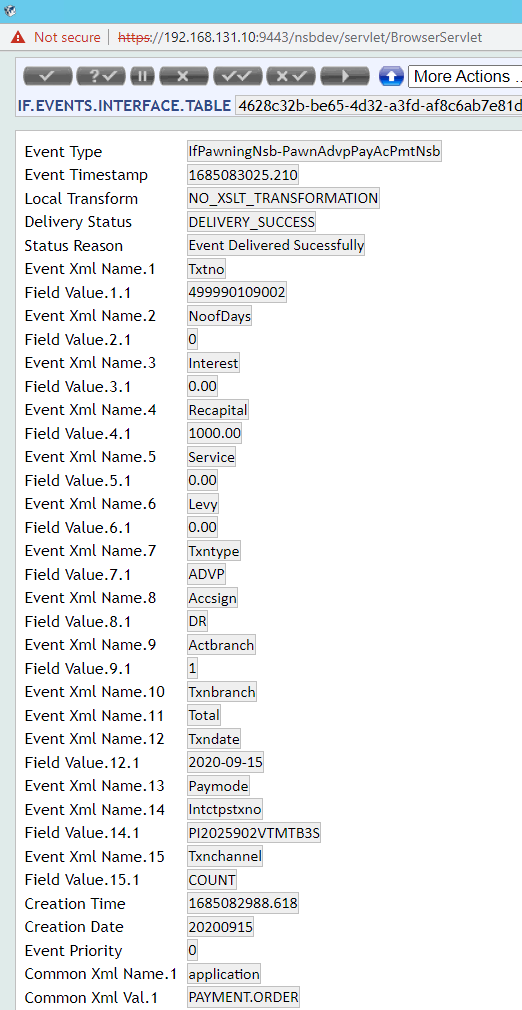 Not secure | https://192.168.131.10:9443/nsbdev/servlet/BrowserServlet
More Actions ..
IF.EVENTS.INTERFACE.TABLE 4628c32b-be65-4d32-a3fd-af8c6ab7e81d
Event Type IfPawningNsb-PawnAdvpPayAcPmtNsb
Event Timestamp 1685083025.210
Local Transform NO_XSLT_TRANSFORMATION
Delivery Status DELIVERY_SUCCESS
Status Reason Event Delivered Sucessfully
Event Xml Name.1 Txtno
Field Value.1.1 499990109002
Event Xml Name.2 NoofDays
Field Value.2.1 0
Event Xml Name.3 Interest
Field Value.3.1 0.00
Event Xml Name.4 Recapital
Field Value.4.1 1000.00
Event Xml Name.5 Service
Field Value.5.1 0.00
Event Xml Name.6 Levy
Field Value.6.1 0.00
Event Xml Name.7 Txntype
Field Value.7.1 ADVP
Event Xml Name.8 Accsign
Field Value.8.1 DR
Event Xml Name.9 Actbranch
Field Value.9.1 1
Event Xml Name.10 Txnbranch
Event Xml Name.11 Total
Event Xml Name.12 Txndate
Field Value.12.1 2020-09-15
Event Xml Name.13 Paymode
Event Xml Name.14 Intctpstxno
Field Value.14.1 PI2025902VTMTB3S
Event Xml Name.15 Txnchannel
Field Value.15.1 COUNT
Creation Time 1685082988.618
Creation Date 20200915
Event Priority 0
Common Xml Name.1 application
Common Xml Val.1 PAYMENT.ORDER